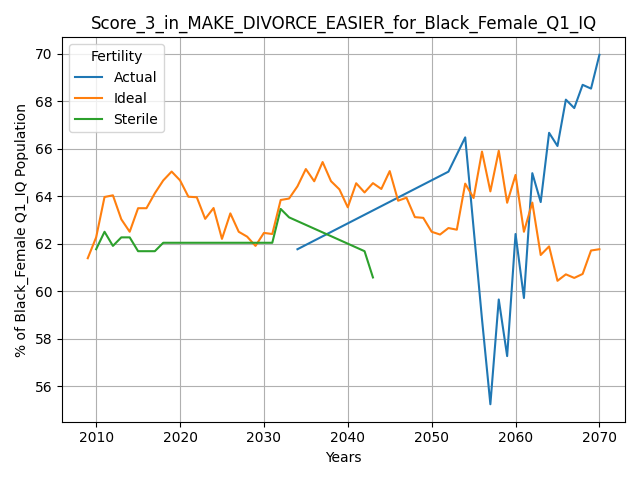 Score_3_in_MAKE_DIVORCE_EASIER_for_Black_Female_Q1_IQ
Fertility
Actual
Ideal
Sterile
% of Black_Female Q1_IQ Population
70
68
66
64
62
60
58
56
2010
2020
2030
2040
2050
2060
2070
Years